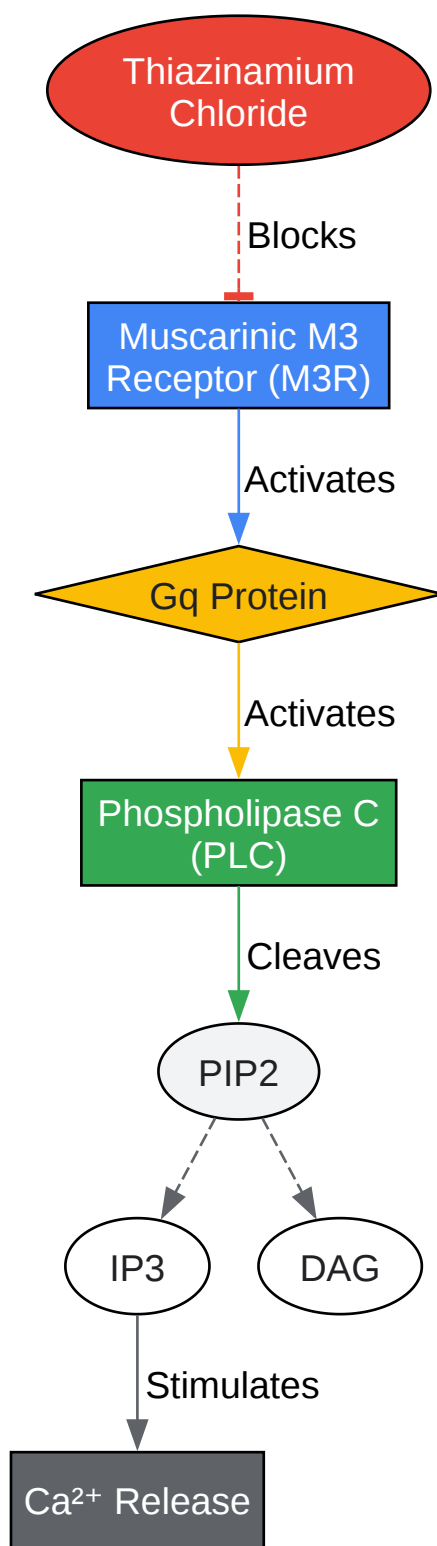 Thiazinamium
Chloride
Blocks
Muscarinic M3
Receptor (M3R)
Activates
Gq Protein
Activates
Phospholipase C
(PLC)
Cleaves
PIP2
IP3
DAG
Stimulates
Ca²⁺ Release